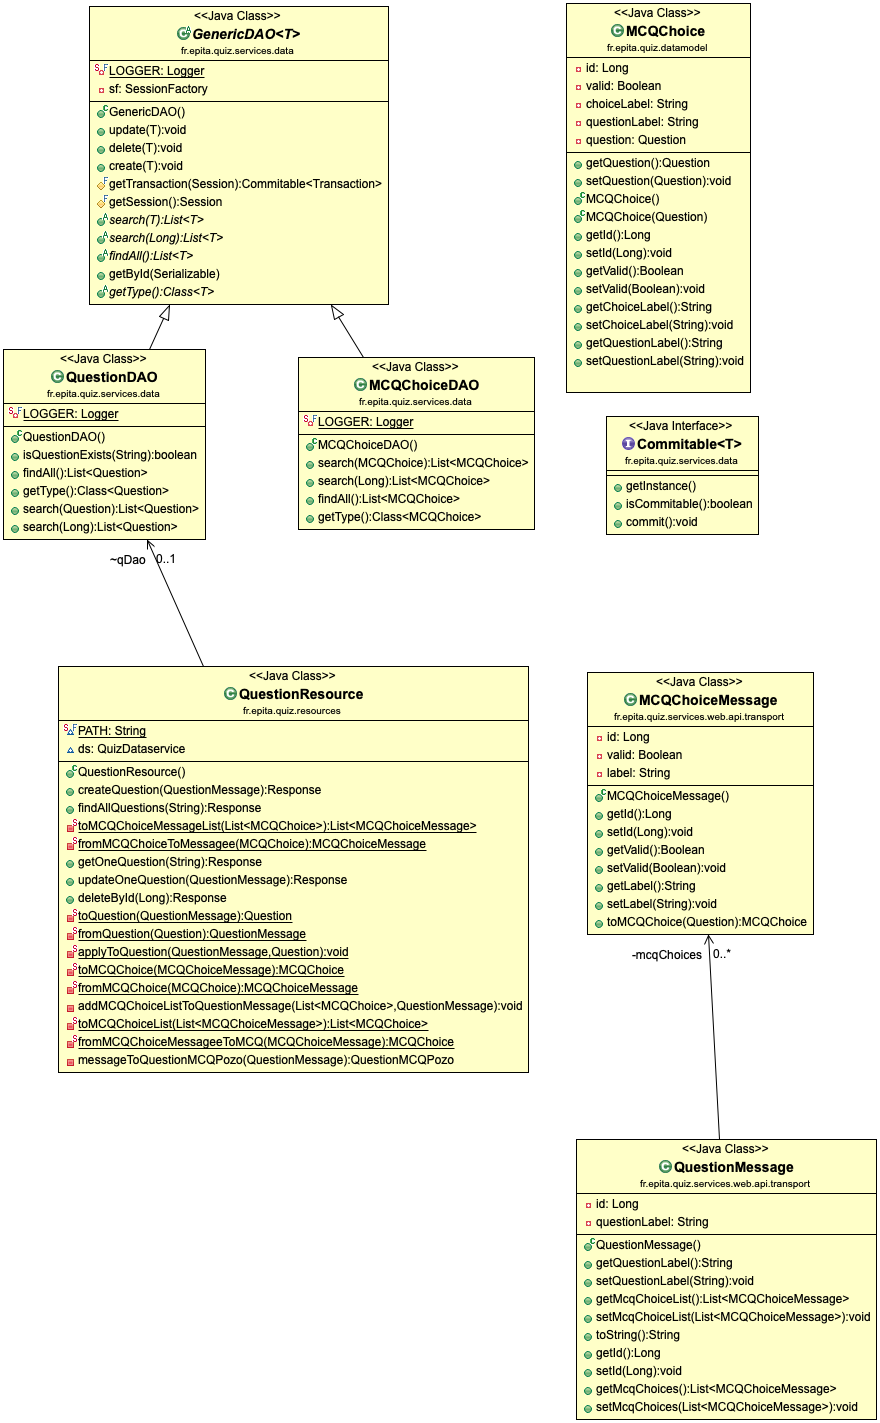 <<Java Class>>
GenericDAO<T>
fr.epita.quiz.services.data
LOGGER: Logger
sf: SessionFactory
GenericDAO()
update(T):void
delete(T):void
create(T):void
getTransaction(Session):Commitable<Transaction>
getSession():Session
search(T):List<T>
search(Long):List<T>
findAll():List<T>
getById(Serializable)
getType():Class<T>
<<Java Class>>
MCQChoice
fr.epita.quiz.datamodel
id: Long
valid: Boolean
choiceLabel: String
questionLabel: String
question: Question
getQuestion():Question
setQuestion(Question):void
MCQChoice()
MCQChoice(Question)
getId():Long
setId(Long):void
getValid():Boolean
setValid(Boolean):void
getChoiceLabel():String
setChoiceLabel(String):void
getQuestionLabel():String
setQuestionLabel(String):void
<<Java Class>>
QuestionDAO
fr.epita.quiz.services.data
LOGGER: Logger
QuestionDAO()
isQuestionExists(String):boolean
findAll():List<Question>
getType():Class<Question>
search(Question):List<Question>
search(Long):List<Question>
<<Java Class>>
MCQChoiceDAO
fr.epita.quiz.services.data
LOGGER: Logger
MCQChoiceDAO()
search(MCQChoice):List<MCQChoice>
search(Long):List<MCQChoice>
findAll():List<MCQChoice>
getType():Class<MCQChoice>
<<Java Interface>>
Commitable<T>
fr.epita.quiz.services.data
getInstance()
isCommitable():boolean
commit():void
~qDao 0..1
<<Java Class>>
QuestionResource
fr.epita.quiz.resources
PATH: String
ds: QuizDataservice
QuestionResource()
createQuestion(QuestionMessage):Response
findAllQuestions(String):Response
toMCQChoiceMessageList(List<MCQChoice>):List<MCQChoiceMessage>
fromMCQChoiceToMessagee(MCQChoice):MCQChoiceMessage
getOneQuestion(String):Response
updateOneQuestion(QuestionMessage):Response
deleteById(Long):Response
toQuestion(QuestionMessage):Question
fromQuestion(Question):QuestionMessage
applyToQuestion(QuestionMessage,Question):void
toMCQChoice(MCQChoiceMessage):MCQChoice
fromMCQChoice(MCQChoice):MCQChoiceMessage
addMCQChoiceListToQuestionMessage(List<MCQChoice>,QuestionMessage):void
toMCQChoiceList(List<MCQChoiceMessage>):List<MCQChoice>
fromMCQChoiceMessageeToMCQ(MCQChoiceMessage):MCQChoice
messageToQuestionMCQPozo(QuestionMessage):QuestionMCQPozo
<<Java Class>>
MCQChoiceMessage
fr.epita.quiz.services.web.api.transport
id: Long
valid: Boolean
label: String
MCQChoiceMessage()
getId():Long
setId(Long):void
getValid():Boolean
setValid(Boolean):void
getLabel():String
setLabel(String):void
toMCQChoice(Question):MCQChoice
-mcqChoices 0..*
<<Java Class>>
QuestionMessage
fr.epita.quiz.services.web.api.transport
id: Long
questionLabel: String
QuestionMessage()
getQuestionLabel():String
setQuestionLabel(String):void
getMcqChoiceList():List<MCQChoiceMessage>
setMcqChoiceList(List<MCQChoiceMessage>):void
toString():String
getId():Long
setId(Long):void
getMcqChoices():List<MCQChoiceMessage>
setMcqChoices(List<MCQChoiceMessage>):void